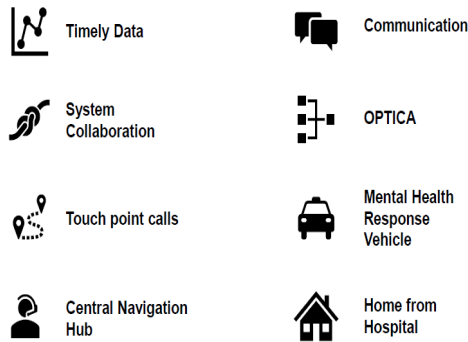 Timely Data
Communication
System
Collaboration
OPTICA
Touch point calls
Mental Health
Response
Vehicle
Central Navigation
Hub
Home from
Hospital